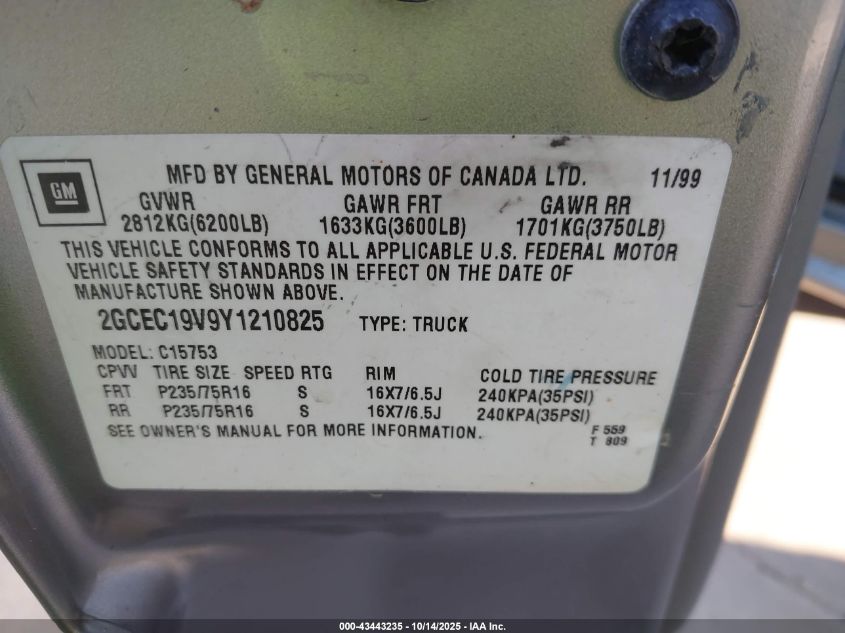 GM
MFD BY GENERAL MOTORS OF CANADA LTD. 11/99
GVWR GAWR FRT GAWR RR
2812KG(6200LB) 1633KG(3600LB) 1701KG(3750LB)
THIS VEHICLE CONFORMS TO ALL APPLICABLE U.S. FEDERAL MOTOR
VEHICLE SAFETY STANDARDS IN EFFECT ON THE DATE OF
MANUFACTURE SHOWN ABOVE.
2GCEC19V9Y1210825 TYPE: TRUCK
MODEL: C15753
CPVV TIRE SIZE SPEED RTG RIM COLD TIRE PRESSURE
FRT P235/75R16 S 16X7/6.5J 240KPA(35PSI)
RR P235/75R16 S 16X7/6.5J 240KPA(35PSI)
SEE OWNER'S MANUAL FOR MORE INFORMATION.
F 559
T 809
000-43443235 - 10/14/2025 - IAA Inc.